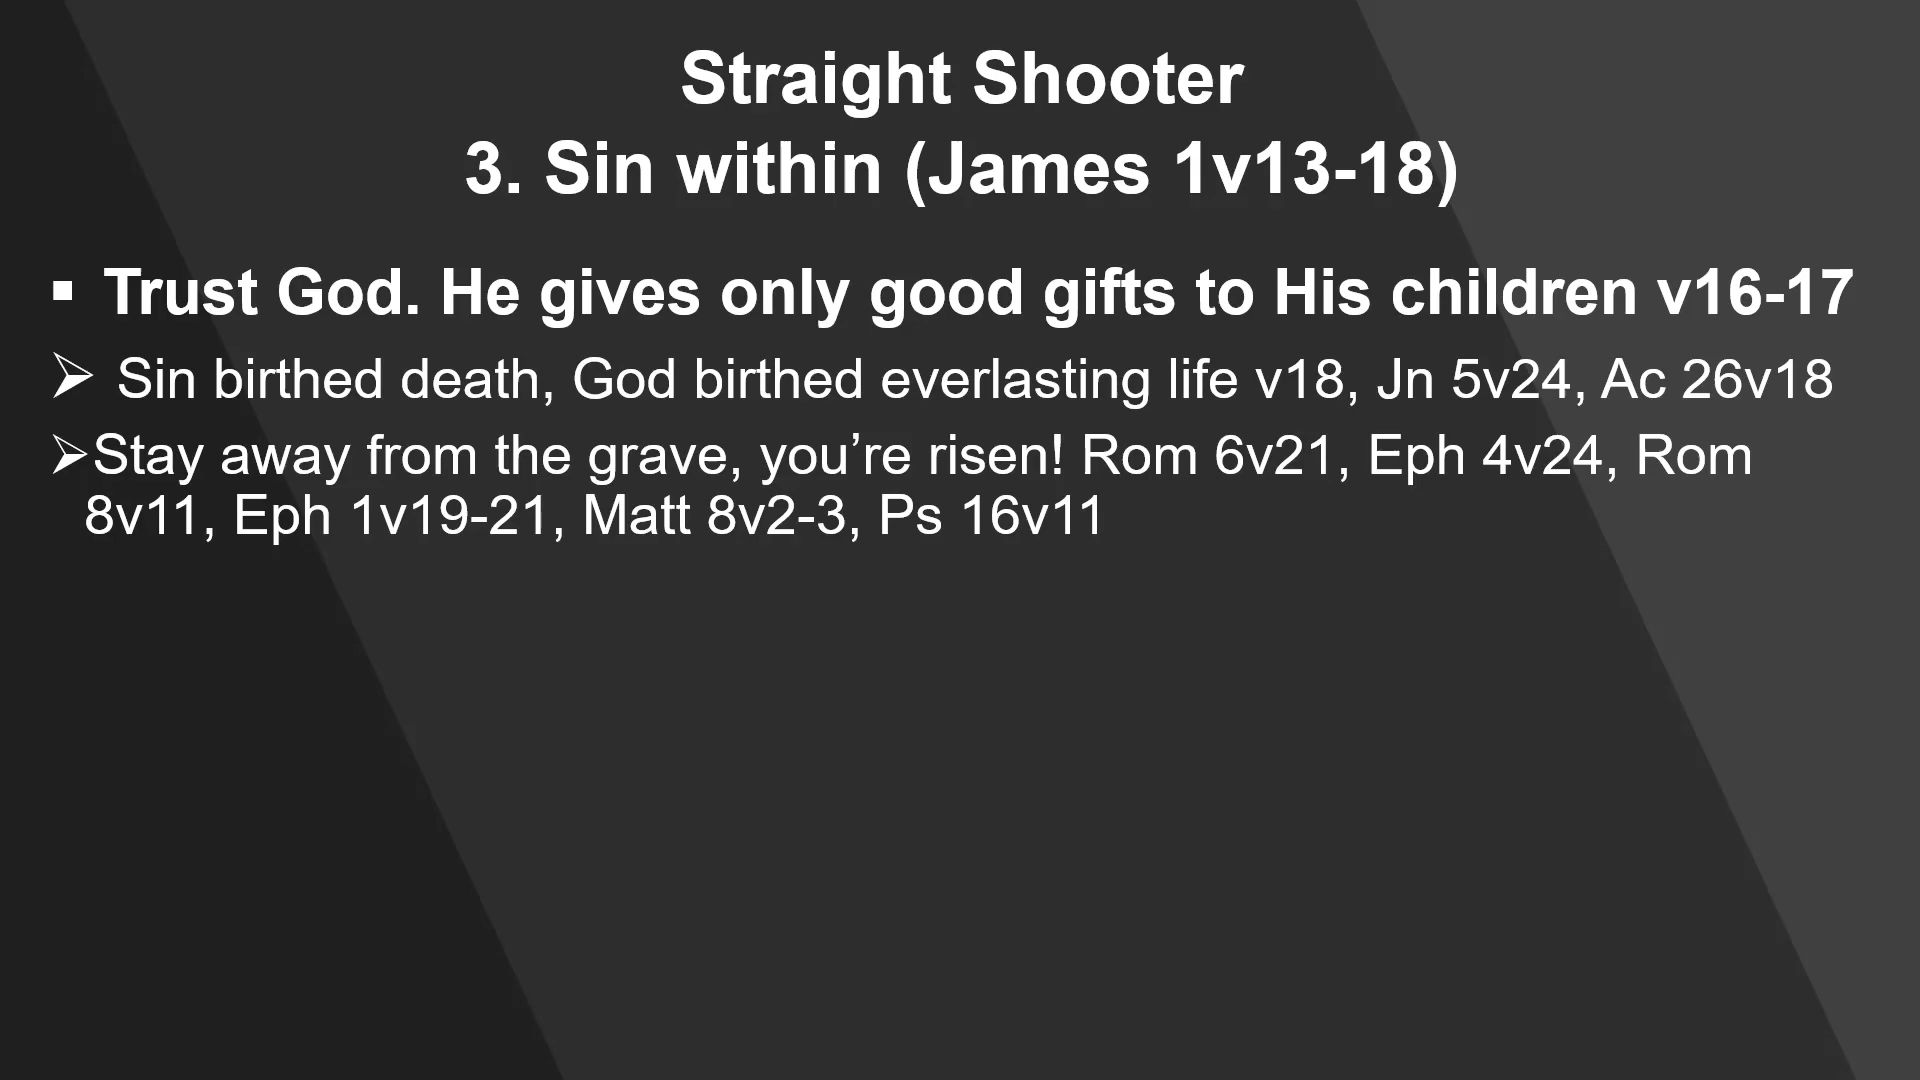 Straight Shooter
3. Sin within (James 1v13-18)
▪ Trust God. He gives only good gifts to His children v16-17
➢ Sin birthed death, God birthed everlasting life v18, Jn 5v24, Ac 26v18
➢Stay away from the grave, you’re risen! Rom 6v21, Eph 4v24, Rom
8v11, Eph 1v19-21, Matt 8v2-3, Ps 16v11